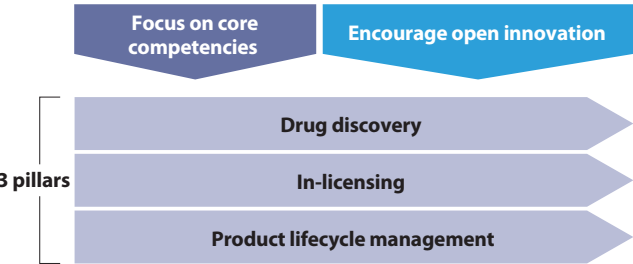 Focus on core
competencies
Encourage open innovation
3 pillars
Drug discovery
In-licensing
Product lifecycle management